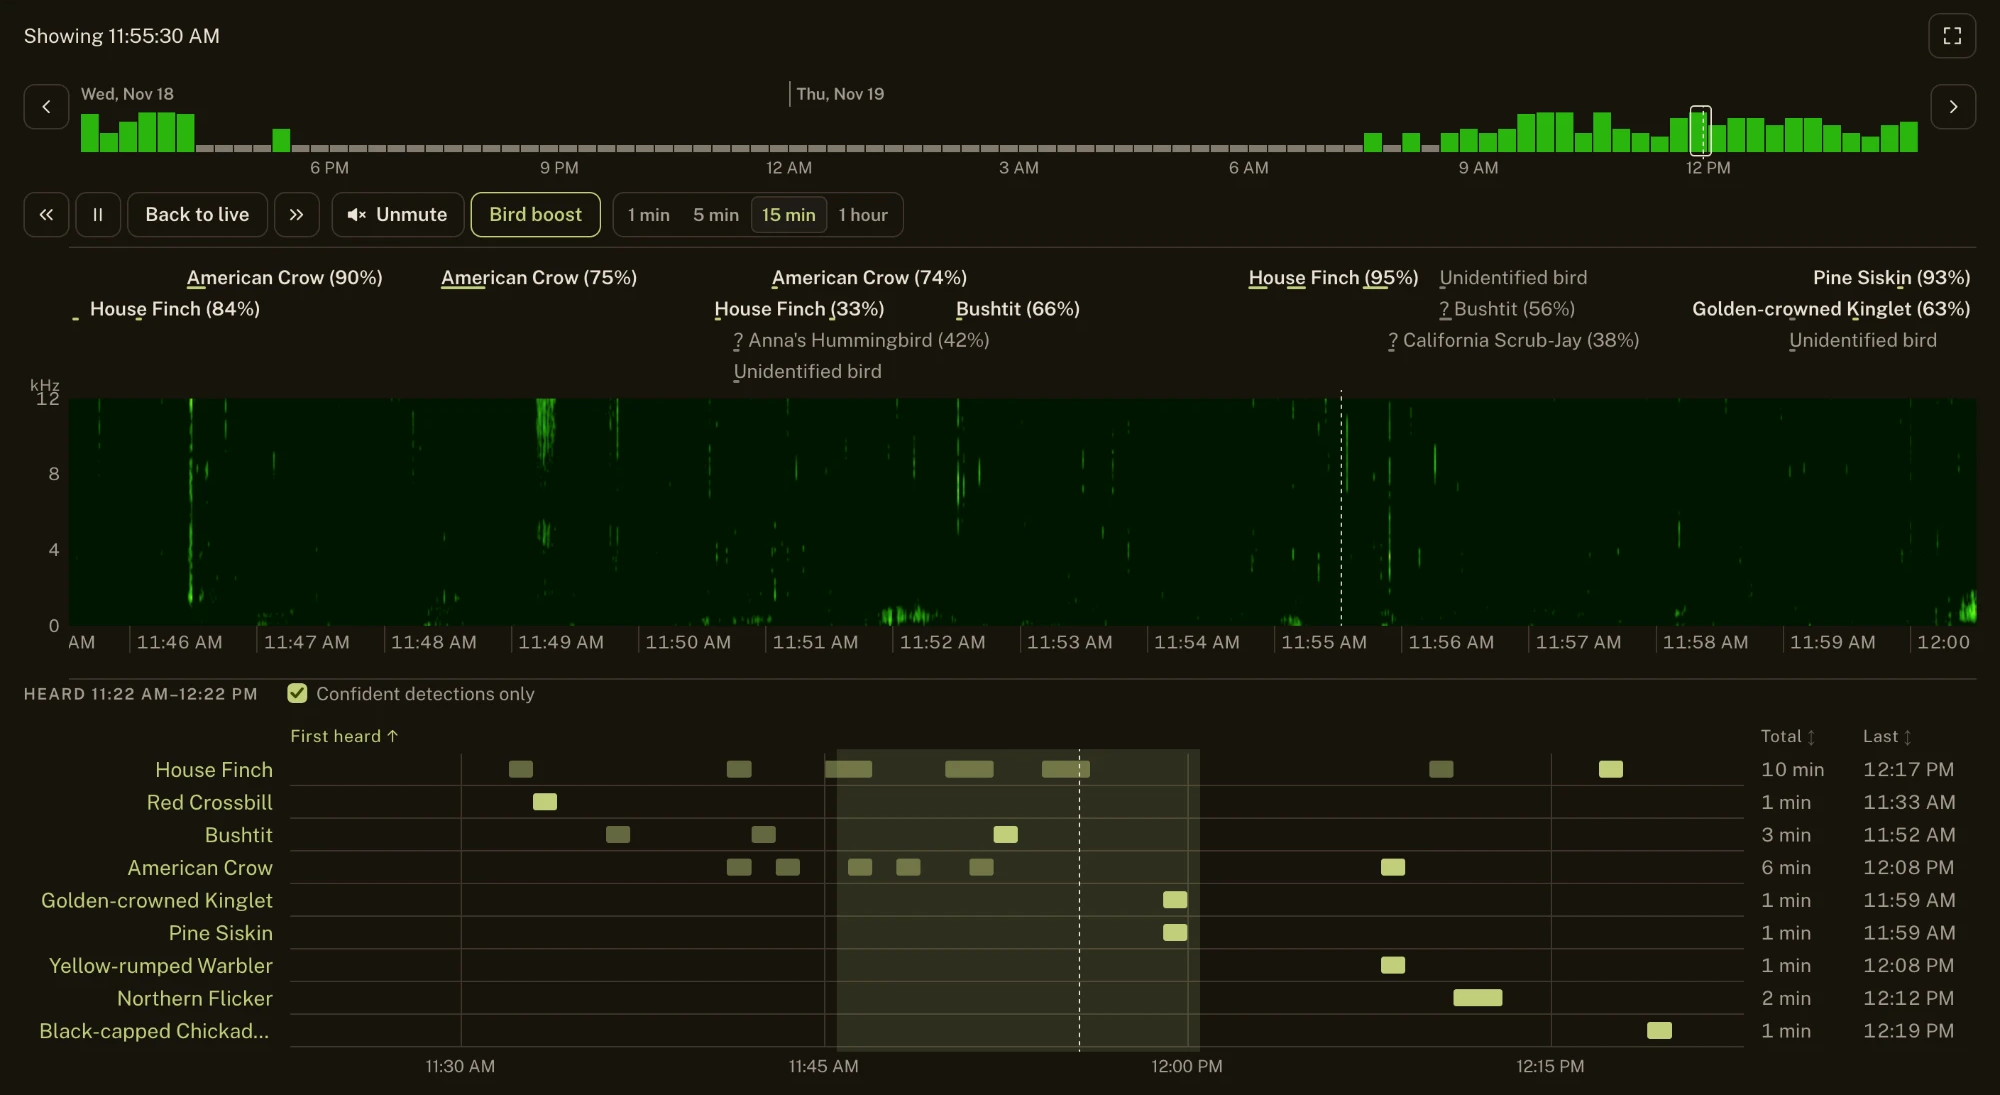 Showing 11:55:30 AM
Wed, Nov 18
Thu, Nov 19
6 PM 9 PM 12 AM 3 AM 6 AM 9 AM 12 PM
Back to live Unmute Bird boost 1 min 5 min 15 min 1 hour
American Crow (90%) American Crow (75%) American Crow (74%) House Finch (95%) Unidentified bird Pine Siskin (93%)
House Finch (84%) House Finch (33%) Bushtit (66%) ? Bushtit (56%) Golden-crowned Kinglet (63%)
? Anna's Hummingbird (42%) ? California Scrub-Jay (38%) Unidentified bird
Unidentified bird
kHz
12
8
4
0
AM 11:46 AM 11:47 AM 11:48 AM 11:49 AM 11:50 AM 11:51 AM 11:52 AM 11:53 AM 11:54 AM 11:55 AM 11:56 AM 11:57 AM 11:58 AM 11:59 AM 12:00
HEARD 11:22 AM–12:22 PM Confident detections only
First heard ↑ Total ↕ Last ↕
House Finch 10 min 12:17 PM
Red Crossbill 1 min 11:33 AM
Bushtit 3 min 11:52 AM
American Crow 6 min 12:08 PM
Golden-crowned Kinglet 1 min 11:59 AM
Pine Siskin 1 min 11:59 AM
Yellow-rumped Warbler 1 min 12:08 PM
Northern Flicker 2 min 12:12 PM
Black-capped Chickad... 1 min 12:19 PM
11:30 AM 11:45 AM 12:00 PM 12:15 PM